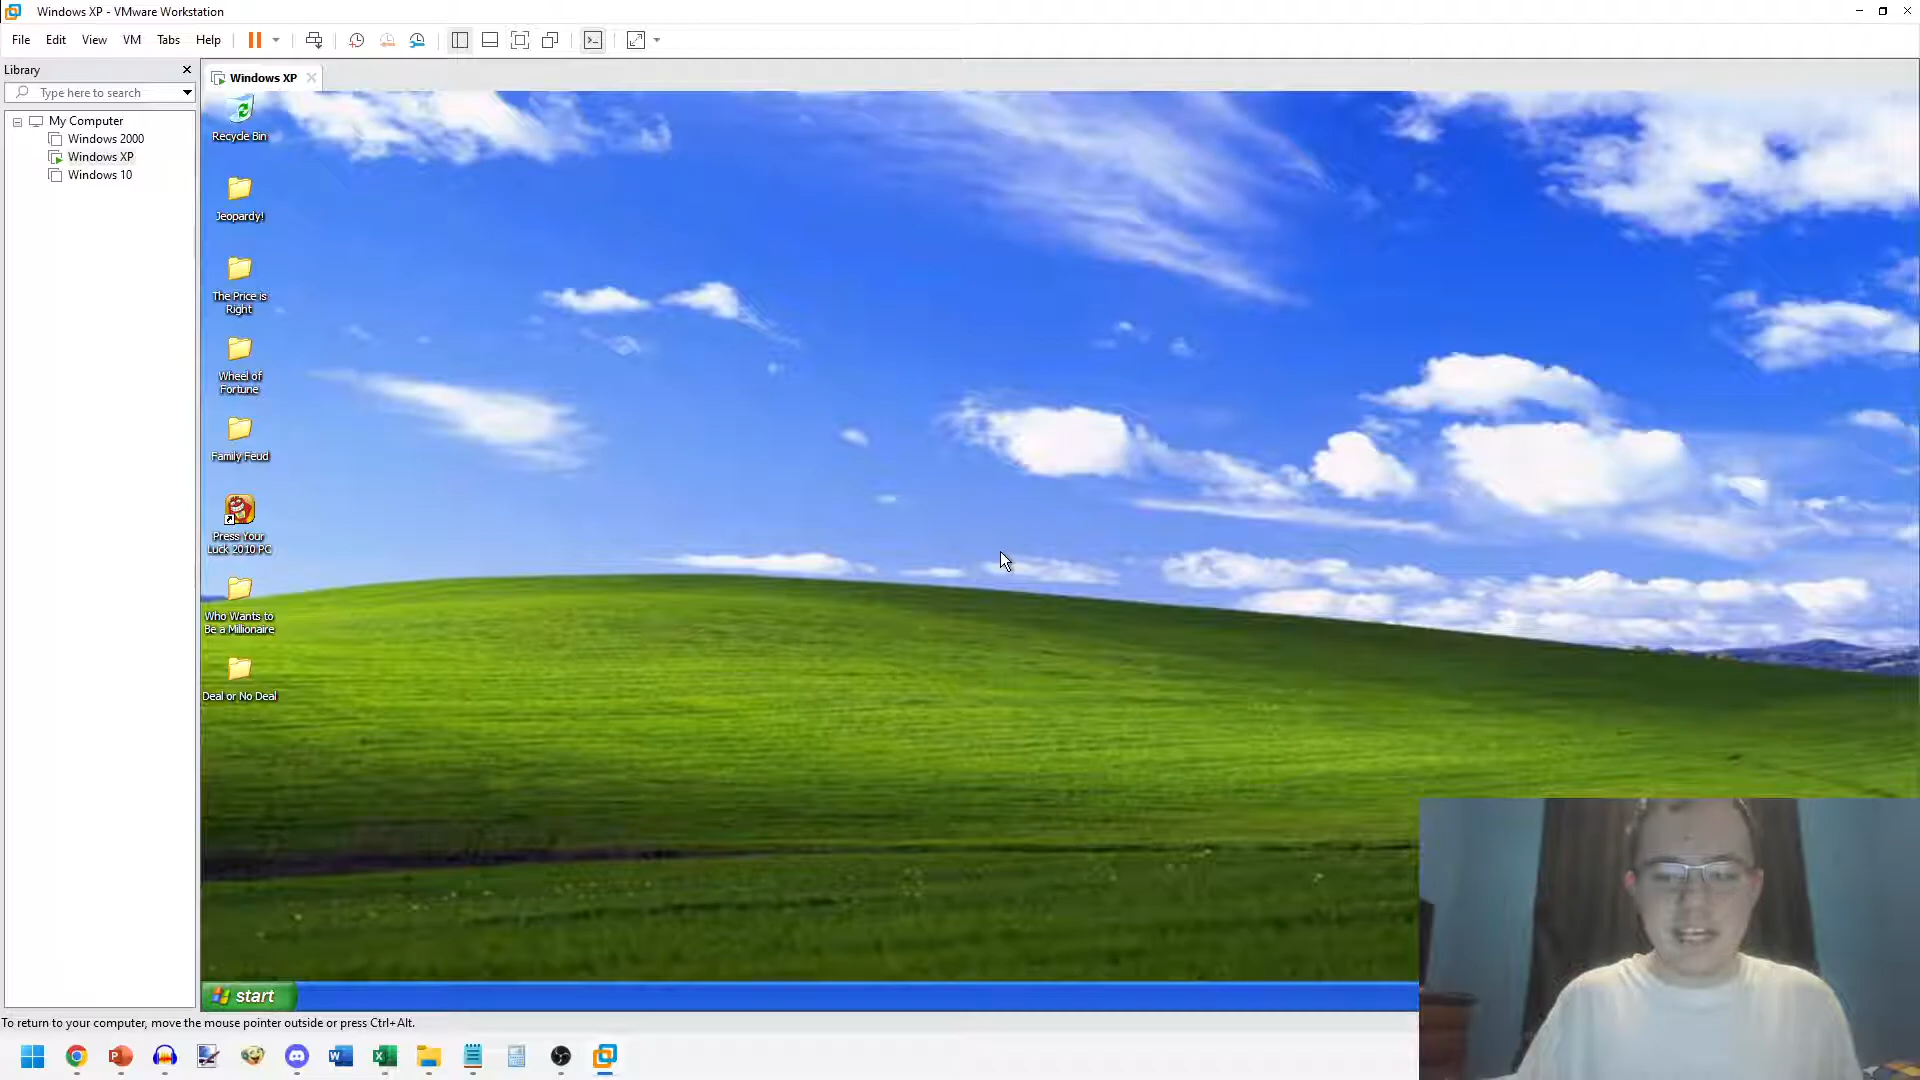 Windows XP - VMware Workstation
File Edit View VM Tabs Help
Library
Type here to search
My Computer
Windows 2000
Windows XP
Windows 10
Windows XP
Recycle Bin
Jeopardy!
The Price is
Right
Wheel of
Fortune
Family Feud
Press Your
Luck 2010 PC
Who Wants to
Be a Millionaire
Deal or No Deal
start
To return to your computer, move the mouse pointer outside or press Ctrl+Alt.